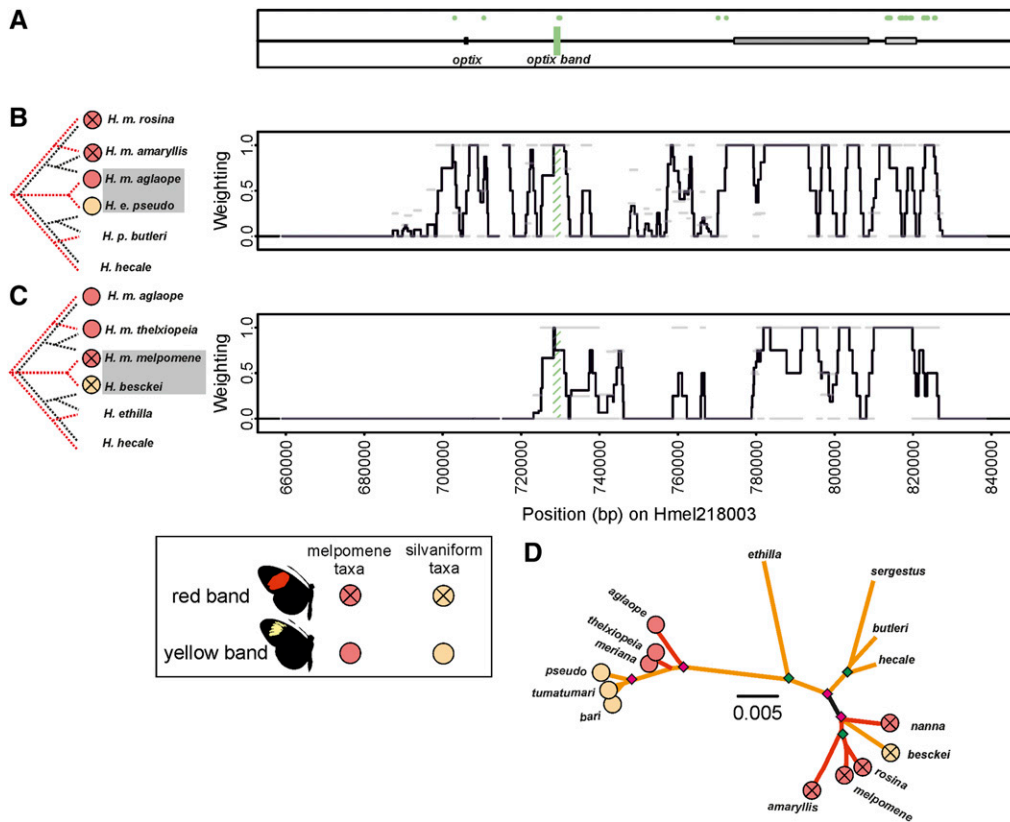 A
optix
optix band
B
H. m. rosina
H. m. amaryllis
H. m. aglaope
H. e. pseudo
H. p. butleri
H. hecale
Weighting
1.0
0.5
0.0
C
H. m. aglaope
H. m. thelxiopeia
H. m. melpomene
H. besckei
H. ethilla
H. hecale
Weighting
1.0
0.5
0.0
660000
680000
700000
720000
740000
760000
780000
800000
820000
840000
Position (bp) on Hmel218003
melpomene
taxa
silvaniform
taxa
red band
yellow band
D
ethilla
sergestus
butleri
hecale
aglaope
thelxiopeia
meriana
pseudo
tumatumari
bari
0.005
nanna
besckei
rosina
melpomene
amaryllis